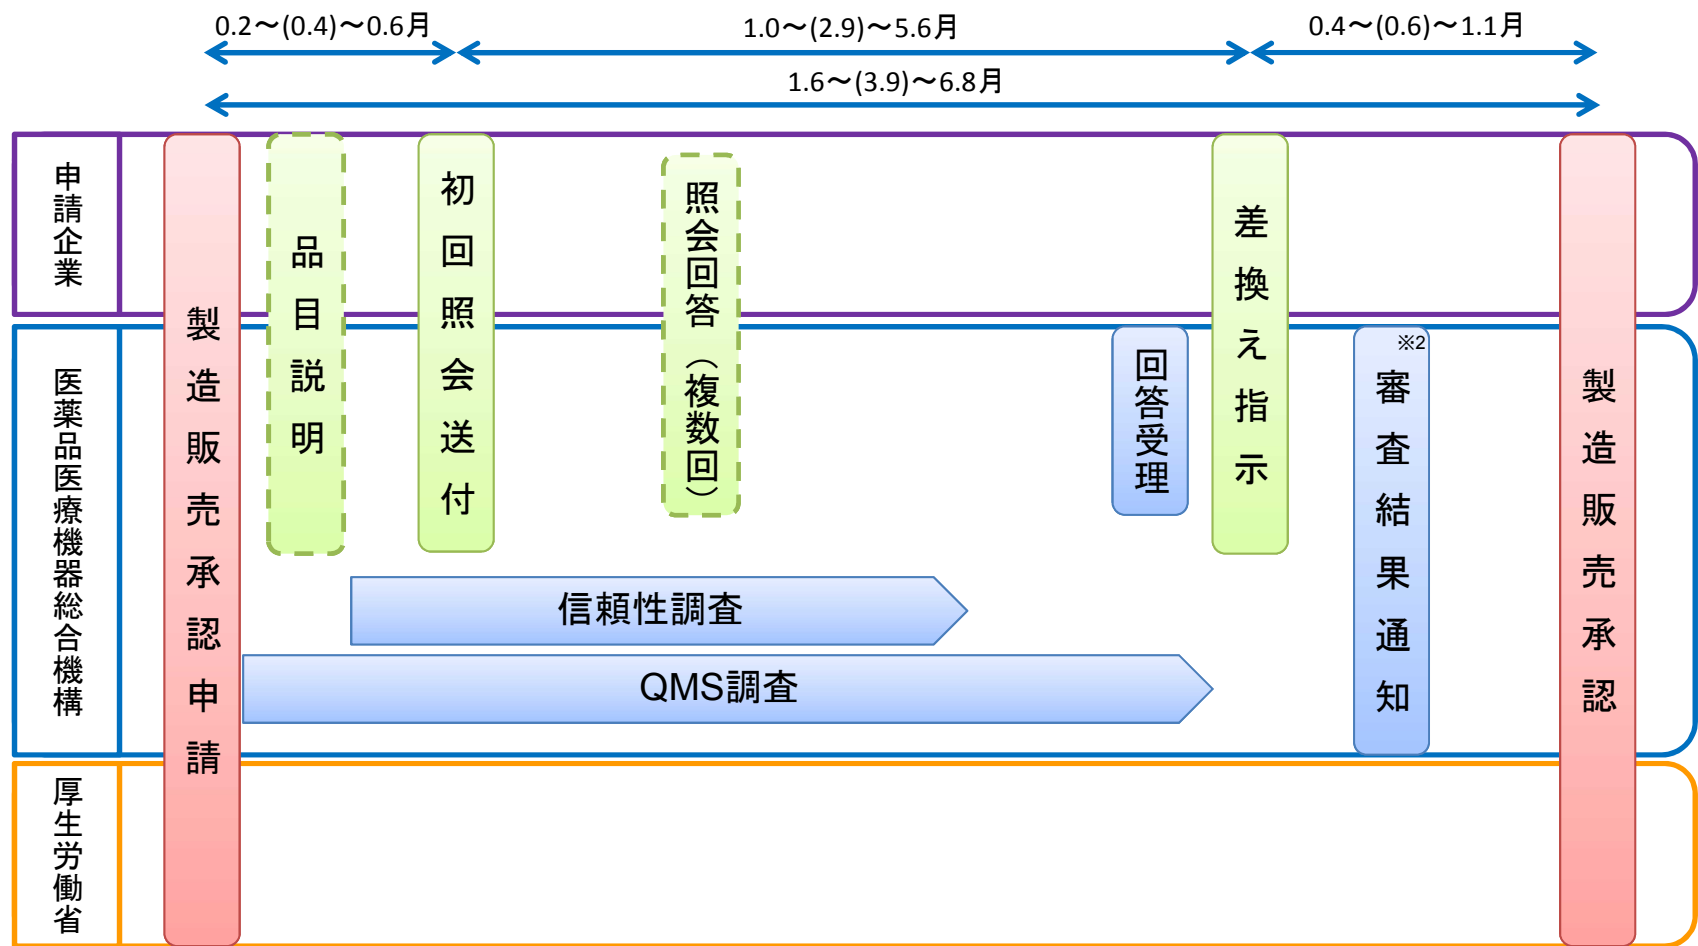 0.2～(0.4)～0.6月
1.0～(2.9)～5.6月
0.4～(0.6)～1.1月
1.6～(3.9)～6.8月
申請企業
医薬品医療機器総合機構
厚生労働省
製造販売承認申請
品目説明
初回照会送付
照会回答（複数回）
回答受理
差換え指示
※2
審査結果通知
製造販売承認
信頼性調査
QMS調査